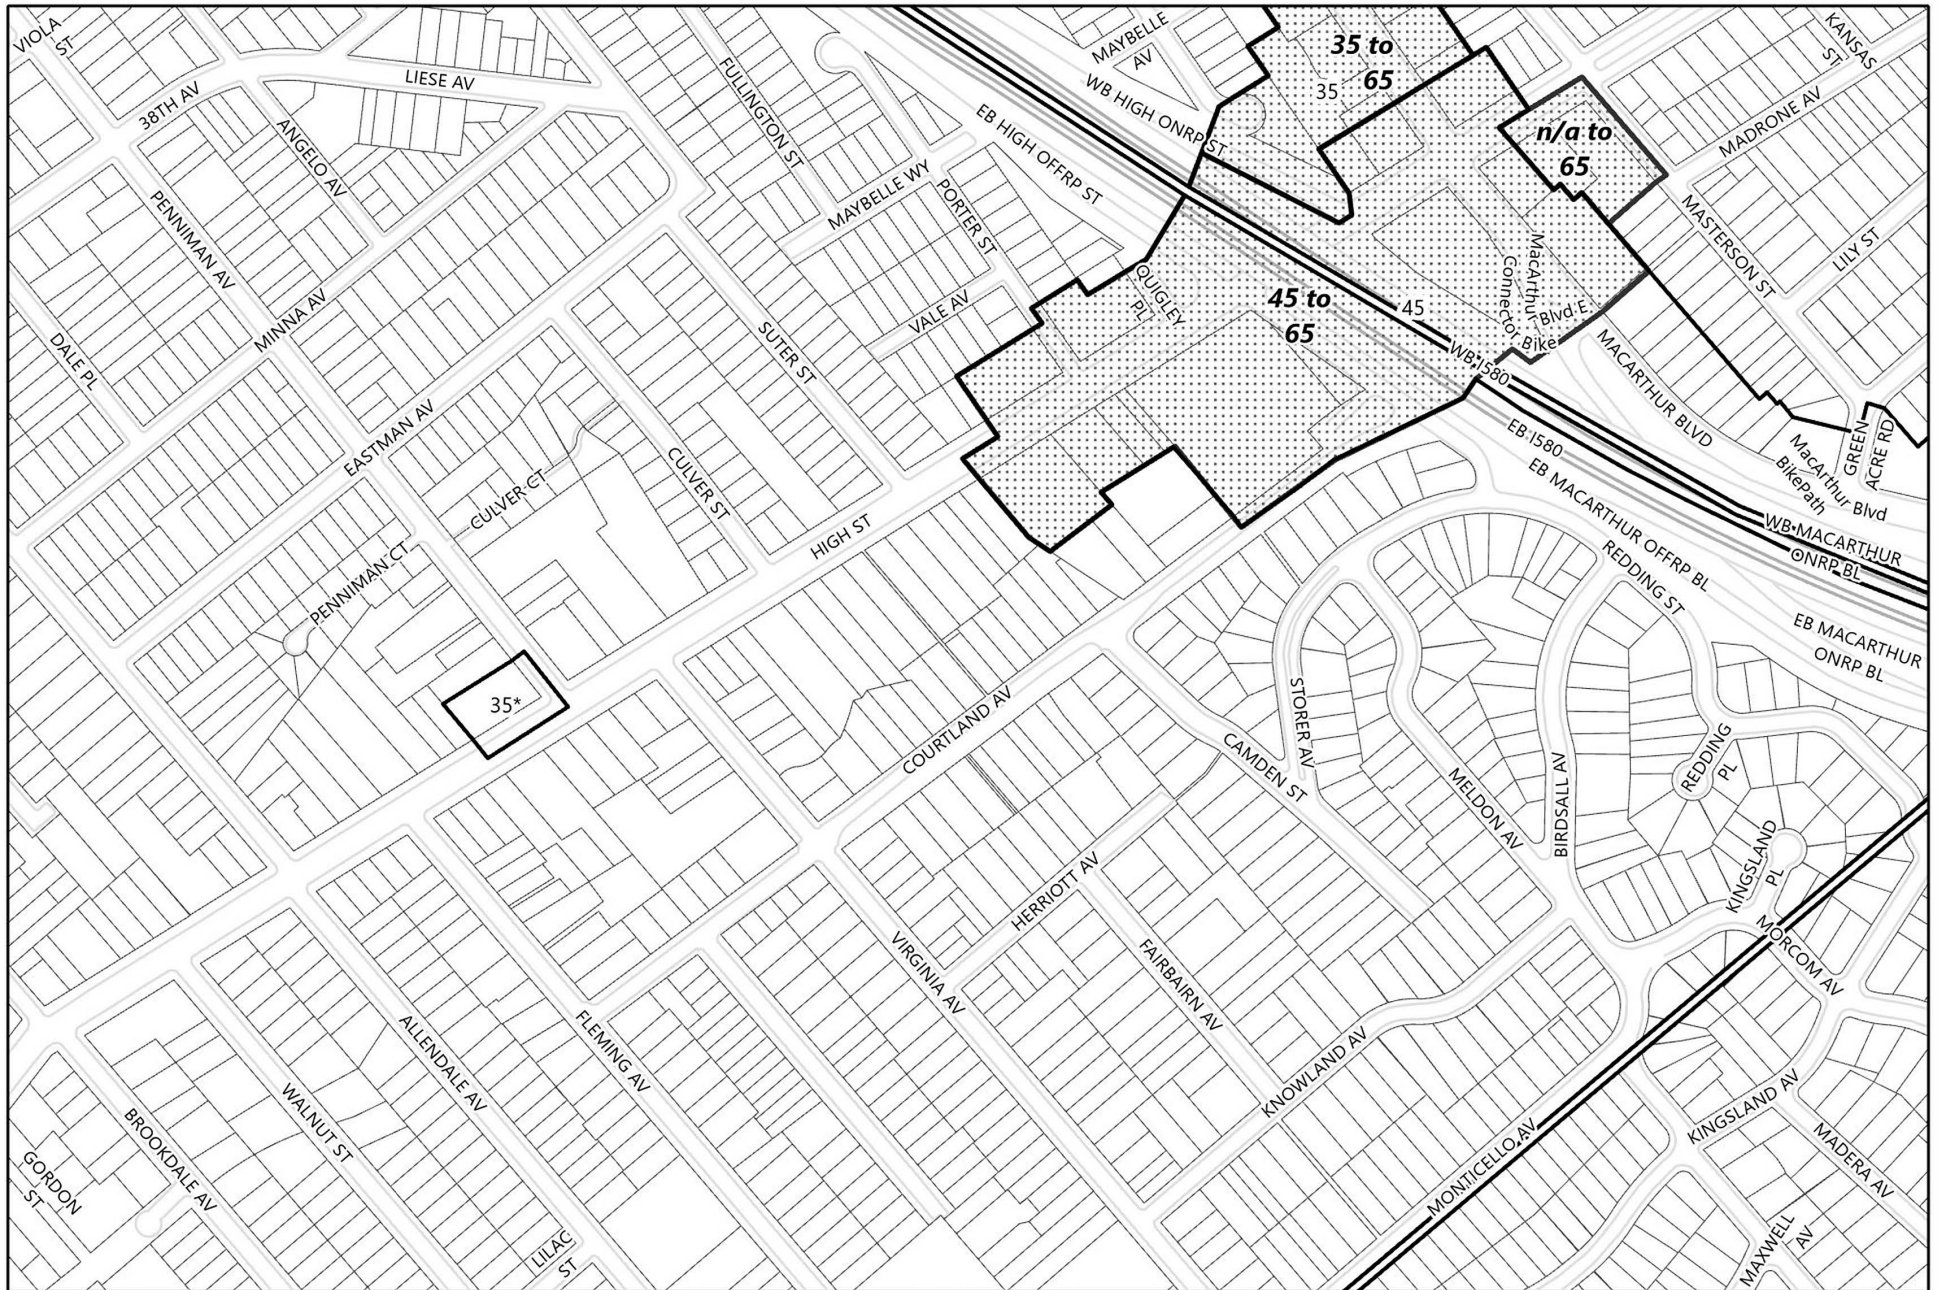 VIOLA
ST
38TH AV
LIESE AV
FULLINGTON ST
MAYBELLE
AV
WB HIGH ONRP ST
EB HIGH OFFRP ST
35 to
65
35
n/a to
65
KANSAS
ST
MADRONE AV
ANGELO AV
PENNIMAN AV
MAYBELLE WY
PORTER ST
MASTERSON ST
LILY ST
MINNA AV
DALE PL
VALE AV
SUTER ST
QUIGLEY
PL
45 to
65
45
MacArthur
Blvd E
Connector Bike
WB I580
MACARTHUR BLVD
EASTMAN AV
CULVER CT
CULVER ST
HIGH ST
EB I580
GREEN
ACRE RD
MacArthur Blvd
BikePath
EB MACARTHUR OFFRP BL
WB MACARTHUR
ONRP BL
REDDING ST
EB MACARTHUR
ONRP BL
PENNIMAN CT
35*
COURTLAND AV
STORER AV
CAMDEN ST
MELDON AV
BIRDSALL AV
REDDING
PL
KINGSLAND
PL
MORCOM AV
HERRIOTT AV
VIRGINIA AV
FAIRBAIRN AV
KNOWLAND AV
ALLENDALE AV
FLEMING AV
WALNUT ST
BROOKDALE AV
GORDON
ST
LILAC
ST
MONTICELLO AV
KINGSLAND AV
MADERA AV
MAXWELL
AV